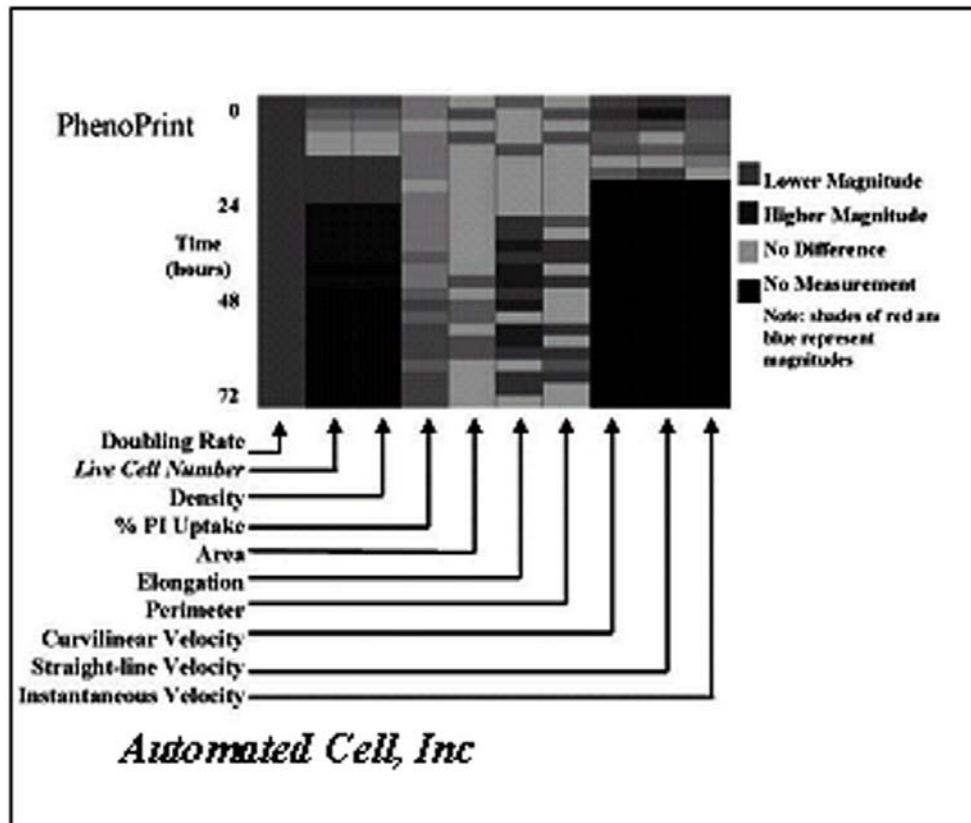 PhenoPrint
0
24
Time
(hours)
48
72
Lower Magnitude
Higher Magnitude
No Difference
No Measurement
Note: shades of red and
blue represent
magnitudes
Doubling Rate
Live Cell Number
Density
% PI Uptake
Area
Elongation
Perimeter
Curvilinear Velocity
Straight-line Velocity
Instantaneous Velocity
Automated Cell, Inc